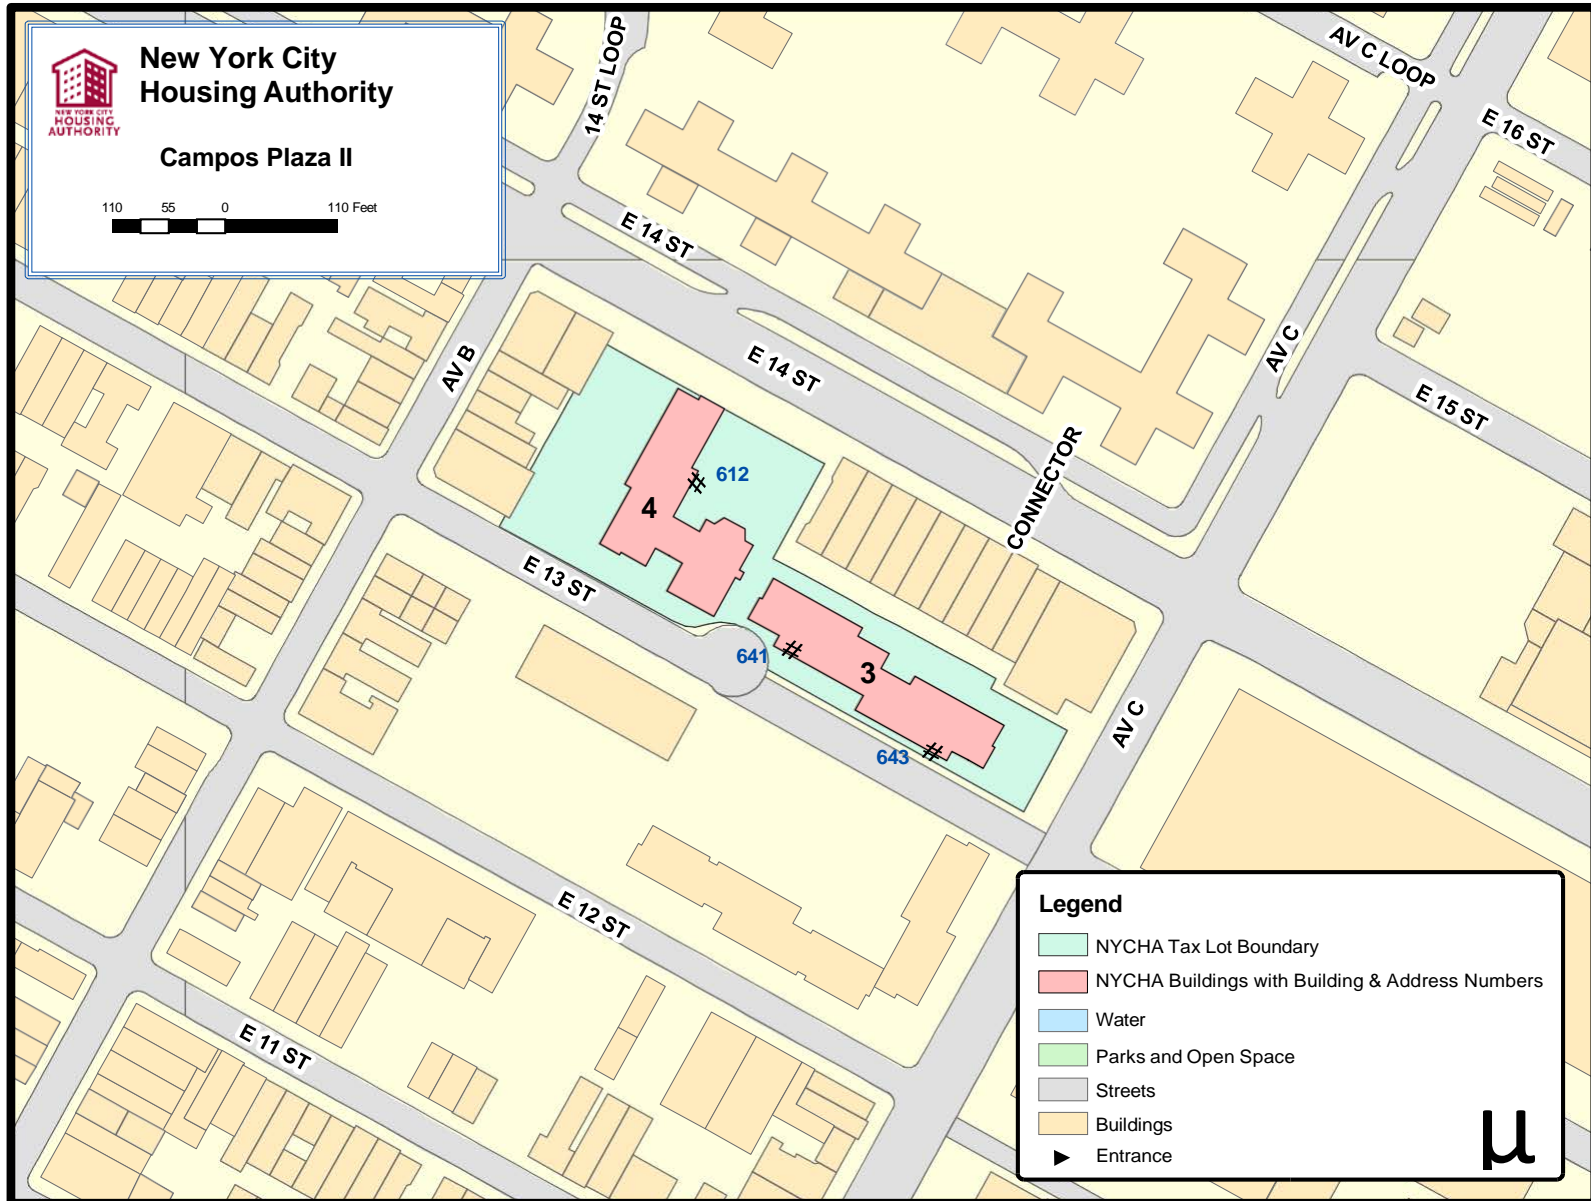 New York City
Housing Authority
NEW YORK CITY
HOUSING
AUTHORITY
Campos Plaza II
110 55 0 110 Feet
14 ST LOOP
AV C LOOP
E 16 ST
E 14 ST
AV B
E 14 ST
AV C
E 15 ST
CONNECTOR
612
4
E 13 ST
641
3
643
AV C
E 12 ST
E 11 ST
Legend
NYCHA Tax Lot Boundary
NYCHA Buildings with Building & Address Numbers
Water
Parks and Open Space
Streets
Buildings
Entrance
µ